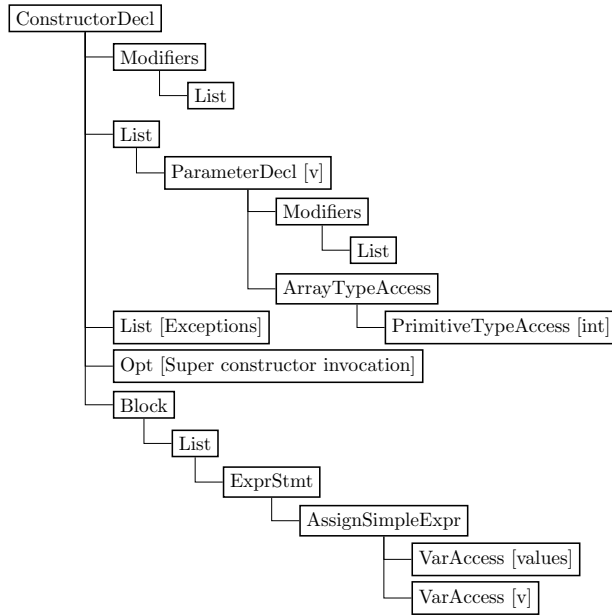 ConstructorDecl
Modifiers
List
List
ParameterDecl [v]
Modifiers
List
ArrayTypeAccess
List [Exceptions]
PrimitiveTypeAccess [int]
Opt [Super constructor invocation]
Block
List
ExprStmt
AssignSimpleExpr
VarAccess [values]
VarAccess [v]